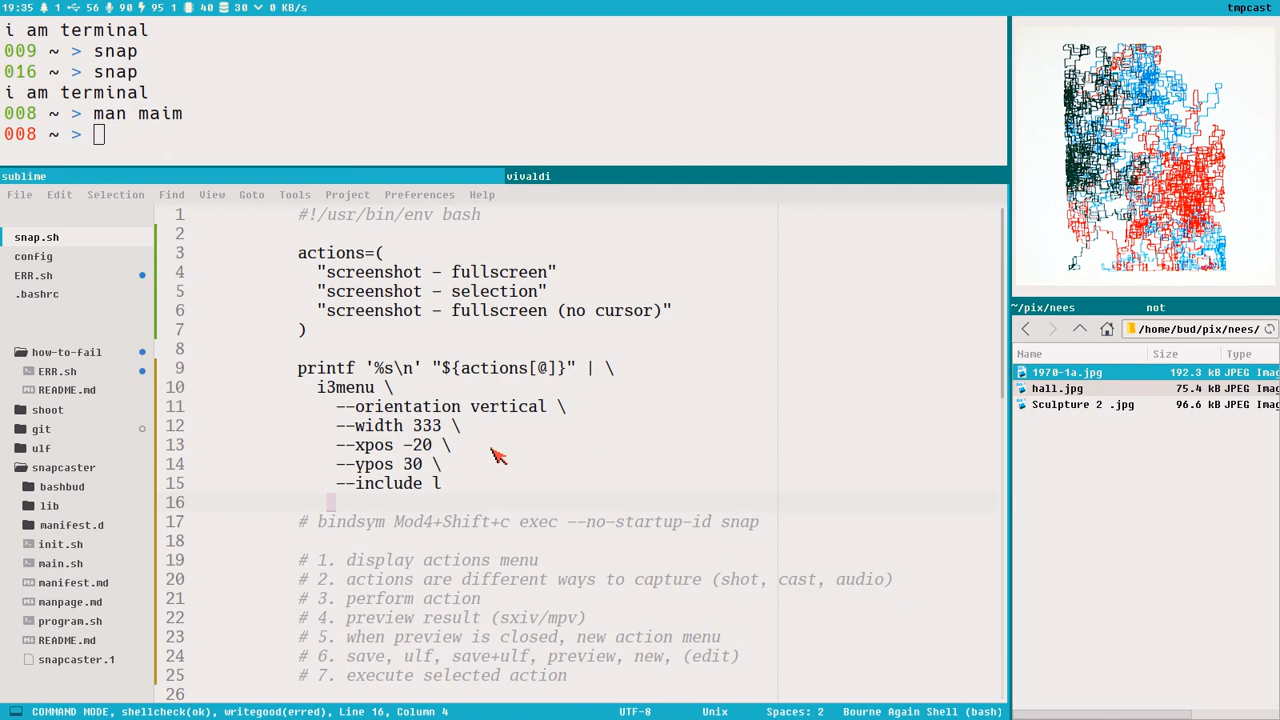 19:35 1 56 90 95 1 40 30 0 KB/s
tmpcast
i am terminal
009 ~ > snap
016 ~ > snap
i am terminal
008 ~ > man maim
008 ~ >
sublime
vivaldi
File Edit Selection Find View Goto Tools Project Preferences Help
snap.sh
config
ERR.sh
.bashrc
how-to-fail
ERR.sh
README.md
shoot
git
ulf
snapcaster
bashbud
lib
manifest.d
init.sh
main.sh
manifest.md
manpage.md
program.sh
README.md
snapcaster.1
1 #!/usr/bin/env bash
2
3 actions=(
4 "screenshot - fullscreen"
5 "screenshot - selection"
6 "screenshot - fullscreen (no cursor)"
7 )
8
9 printf '%s\n' "${actions[@]}" | \
10 i3menu \
11 --orientation vertical \
12 --width 333 \
13 --xpos -20 \
14 --ypos 30 \
15 --include l
16
17 # bindsym Mod4+Shift+c exec --no-startup-id snap
18
19 # 1. display actions menu
20 # 2. actions are different ways to capture (shot, cast, audio)
21 # 3. perform action
22 # 4. preview result (sxiv/mpv)
23 # 5. when preview is closed, new action menu
24 # 6. save, ulf, save+ulf, preview, new, (edit)
25 # 7. execute selected action
26
~/pix/nees not
/home/bud/pix/nees/
Name Size Type
1970-1a.jpg 192.3 kB JPEG Imag
hall.jpg 75.4 kB JPEG Imag
Sculpture 2 .jpg 96.6 kB JPEG Imag
COMMAND MODE, shellcheck(ok), writegood(erred), Line 16, Column 4 UTF-8 Unix Spaces: 2 Bourne Again Shell (bash)